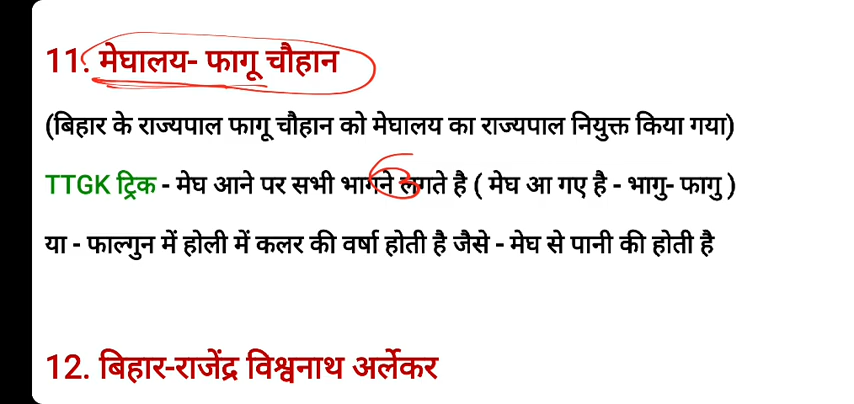 11. मेघालय- फागू चौहान
(बिहार के राज्यपाल फागू चौहान को मेघालय का राज्यपाल नियुक्त किया गया)
TTGK ट्रिक - मेघ आने पर सभी भागने लगते है ( मेघ आ गए है - भागु- फागु )
या - फाल्गुन में होली में कलर की वर्षा होती है जैसे - मेघ से पानी की होती है
12. बिहार-राजेंद्र विश्वनाथ अर्लेकर